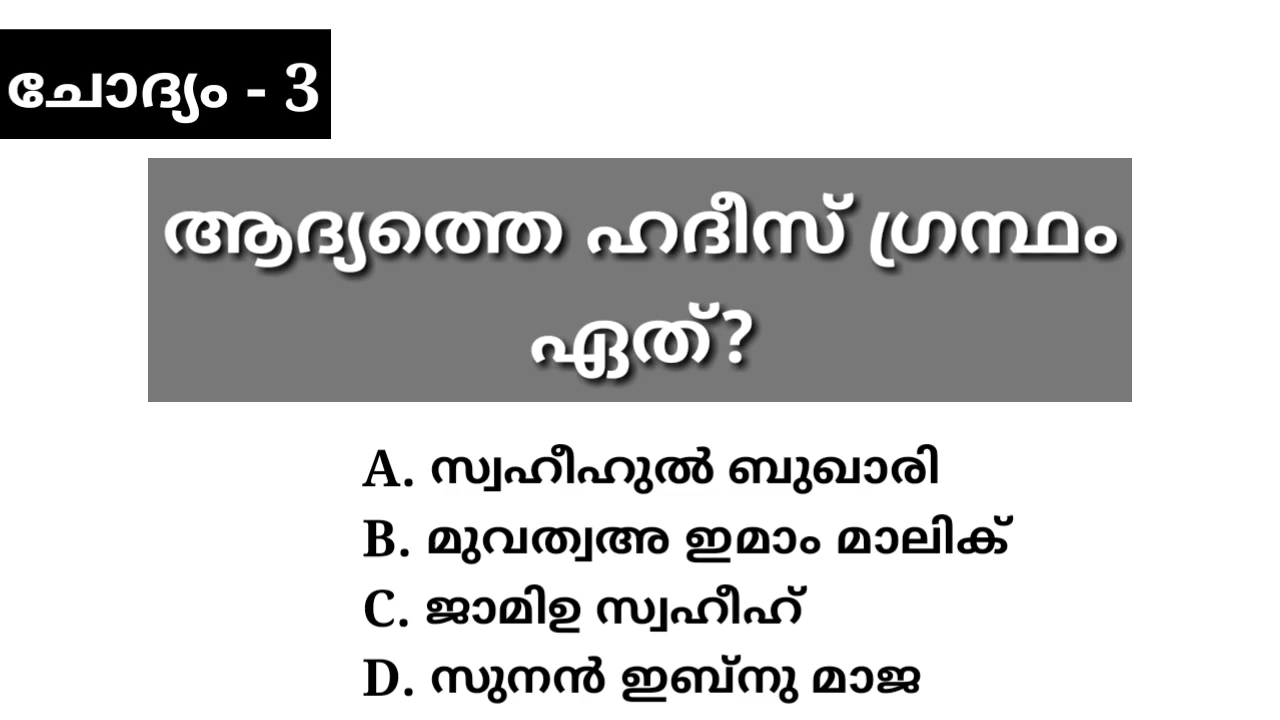 ചോദ്യം - 3
ആദ്യത്തെ ഹദീസ് ഗ്രന്ഥം
ഏത്?
A. സ്വഹീഹുൽ ബുഖാരി
B. മുവത്വഅ ഇമാം മാലിക്
C. ജാമിഉ സ്വഹീഹ്
D. സുനൻ ഇബ്നു മാജ